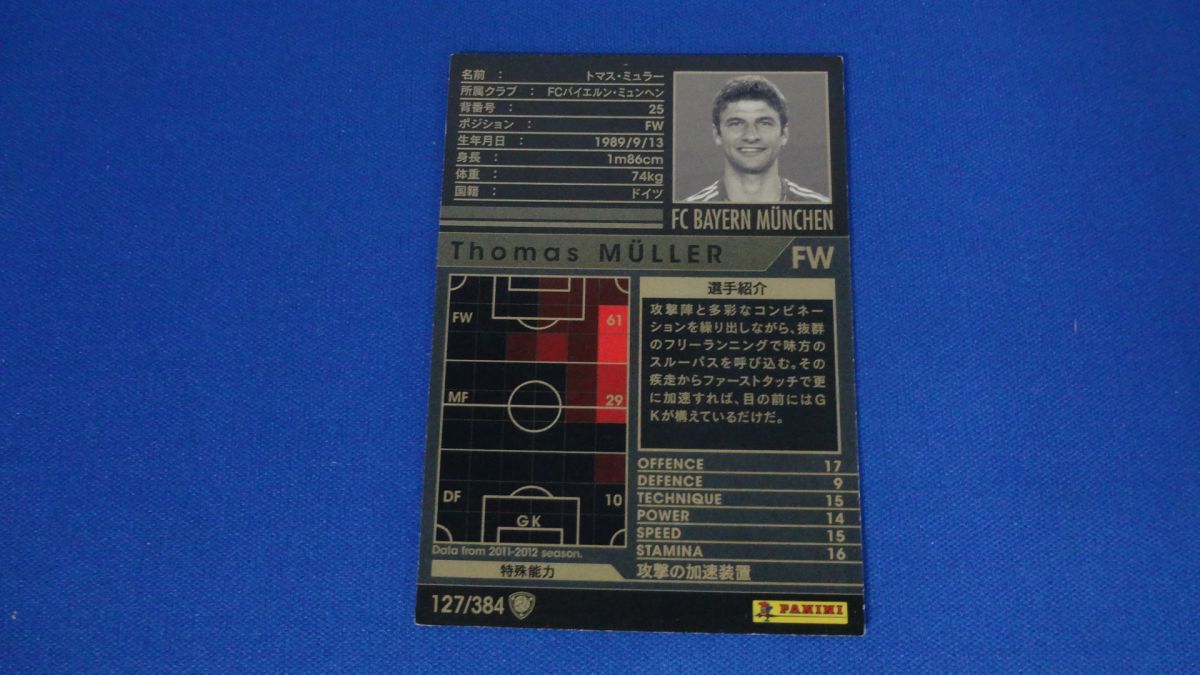 名前 : トマス・ミュラー
所属クラブ : FCバイエルン・ミュンヘン
背番号 : 25
ポジション : FW
生年月日 : 1989/9/13
身長 : 1m86cm
体重 : 74kg
国籍 : ドイツ
FC BAYERN MÜNCHEN
Thomas MÜLLER FW
FW 61
MF 29
DF 10
GK
Data from 2011-2012 season.
選手紹介
攻撃陣と多彩なコンビネー
ションを繰り出しながら、抜群
のフリーランニングで味方の
スルーパスを呼び込む。その
疾走からファーストタッチで更
に加速すれば、目の前にはG
Kが構えているだけだ。
OFFENCE 17
DEFENCE 9
TECHNIQUE 15
POWER 14
SPEED 15
STAMINA 16
特殊能力 攻撃の加速装置
127/384
PANINI